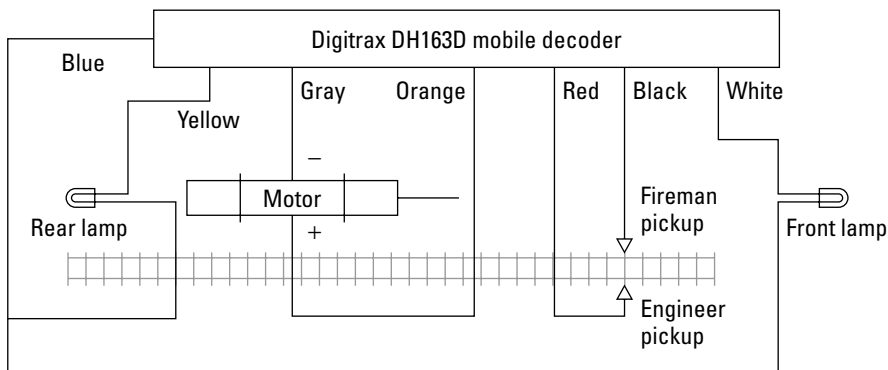 Digitrax DH163D mobile decoder
Blue
Gray
Orange
Red
Black
White
Yellow
−
Motor
+
Rear lamp
Fireman
pickup
Front lamp
Engineer
pickup